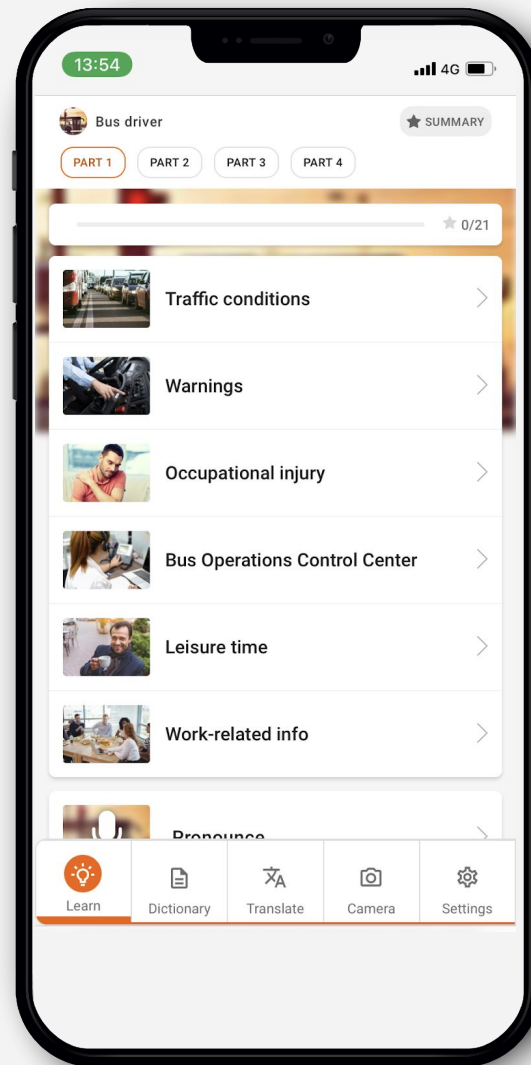 13:54
4G
Bus driver
SUMMARY
PART 1 PART 2 PART 3 PART 4
0/21
Traffic conditions
Warnings
Occupational injury
Bus Operations Control Center
Leisure time
Work-related info
Pronounce
Learn Dictionary Translate Camera Settings